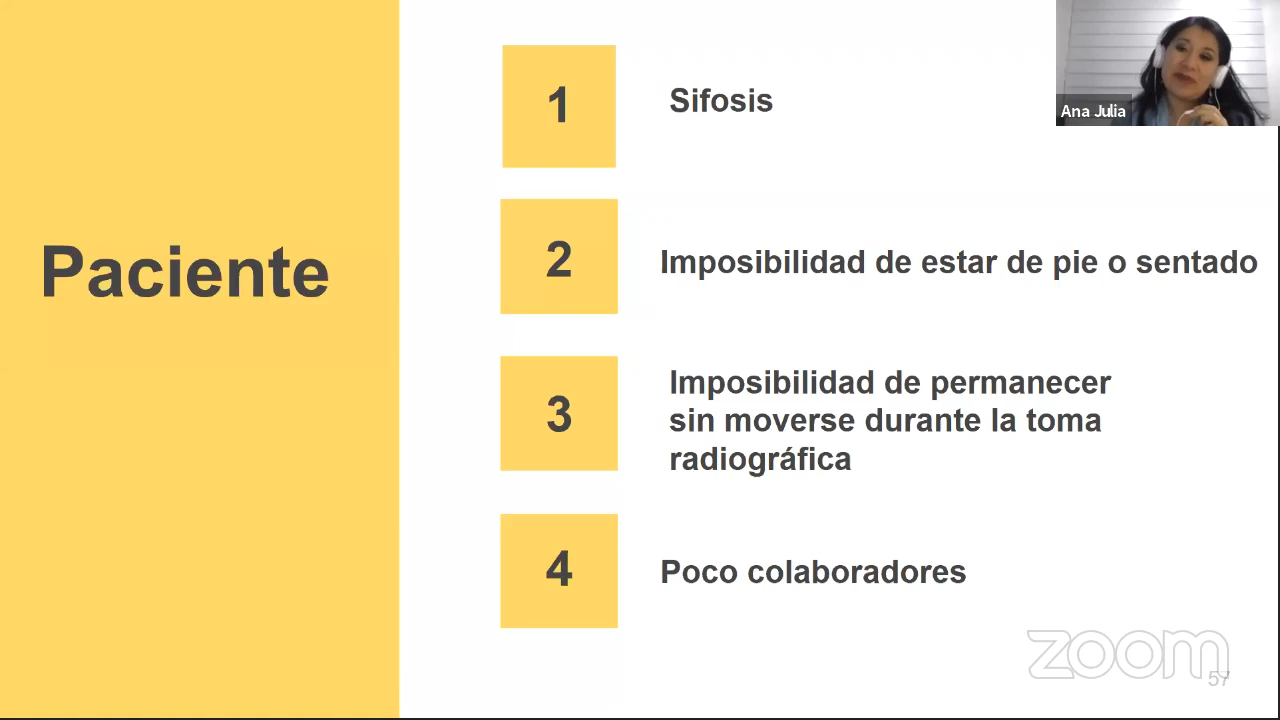 Paciente
1
Sifosis
2
Imposibilidad de estar de pie o sentado
3
Imposibilidad de permanecer
sin moverse durante la toma
radiográfica
4
Poco colaboradores
Ana Julia
zoom
57